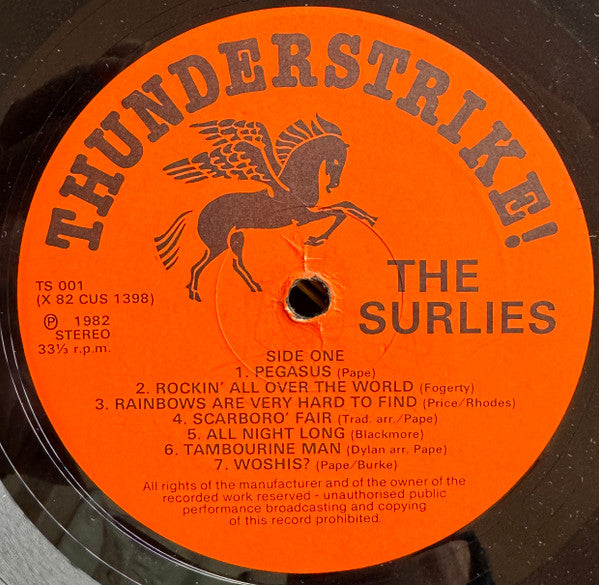 THUNDERSTRIKE!
TS 001
(X 82 CUS 1398)
Ⓟ 1982
STEREO
33⅓ r.p.m.
THE
SURLIES
SIDE ONE
1. PEGASUS (Pape)
2. ROCKIN' ALL OVER THE WORLD (Fogerty)
3. RAINBOWS ARE VERY HARD TO FIND (Price/Rhodes)
4. SCARBORO' FAIR (Trad. arr./Pape)
5. ALL NIGHT LONG (Blackmore)
6. TAMBOURINE MAN (Dylan arr. Pape)
7. WOSHIS? (Pape/Burke)
All rights of the manufacturer and of the owner of the
recorded work reserved - unauthorised public
performance broadcasting and copying
of this record prohibited.